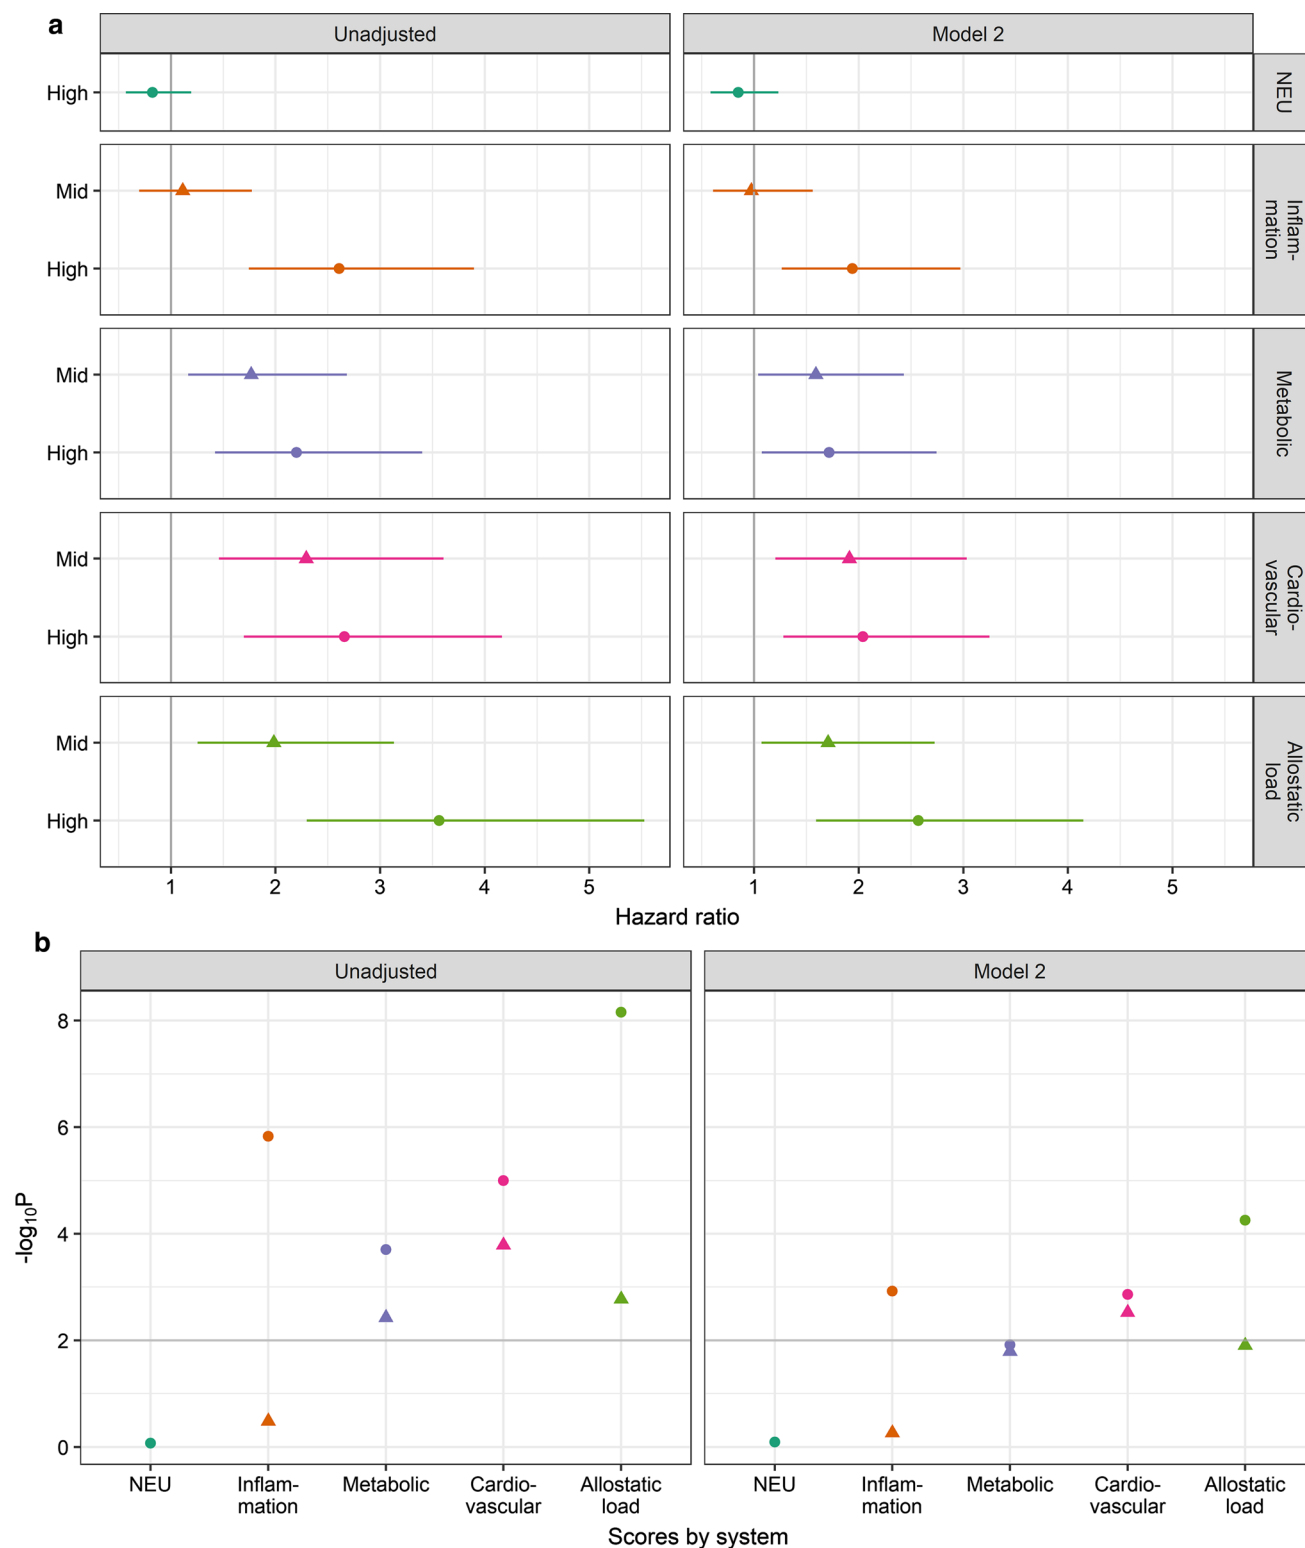 a
Unadjusted
Model 2
High
NEU
Mid
High
Inflam-
mation
Mid
High
Metabolic
Mid
High
Cardio-
vascular
Mid
High
Allostatic
load
1 2 3 4 5
1 2 3 4 5
Hazard ratio
b
Unadjusted
Model 2
8
6
4
2
0
-log10P
NEU Inflam- Metabolic Cardio- Allostatic
mation vascular load
NEU Inflam- Metabolic Cardio- Allostatic
mation vascular load
Scores by system